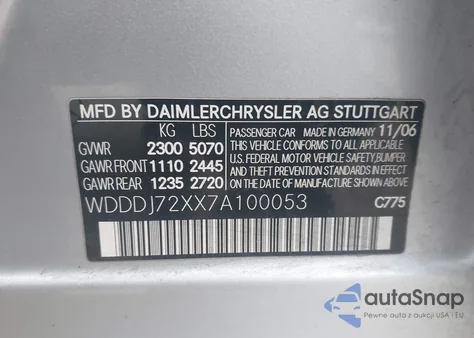 MFD BY DAIMLERCHRYSLER AG STUTTGART
KG LBS
PASSENGER CAR MADE IN GERMANY 11/06
GVWR 2300 5070
THIS VEHICLE CONFORMS TO ALL APPLICABLE
GAWR FRONT 1110 2445
U.S. FEDERAL MOTOR VEHICLE SAFETY, BUMPER,
GAWR REAR 1235 2720
AND THEFT PREVENTION STANDARDS IN EFFECT
ON THE DATE OF MANUFACTURE SHOWN ABOVE.
WDDDJ72XX7A100053
C775
autoSnap
Pewne auta z aukcji USA i EU